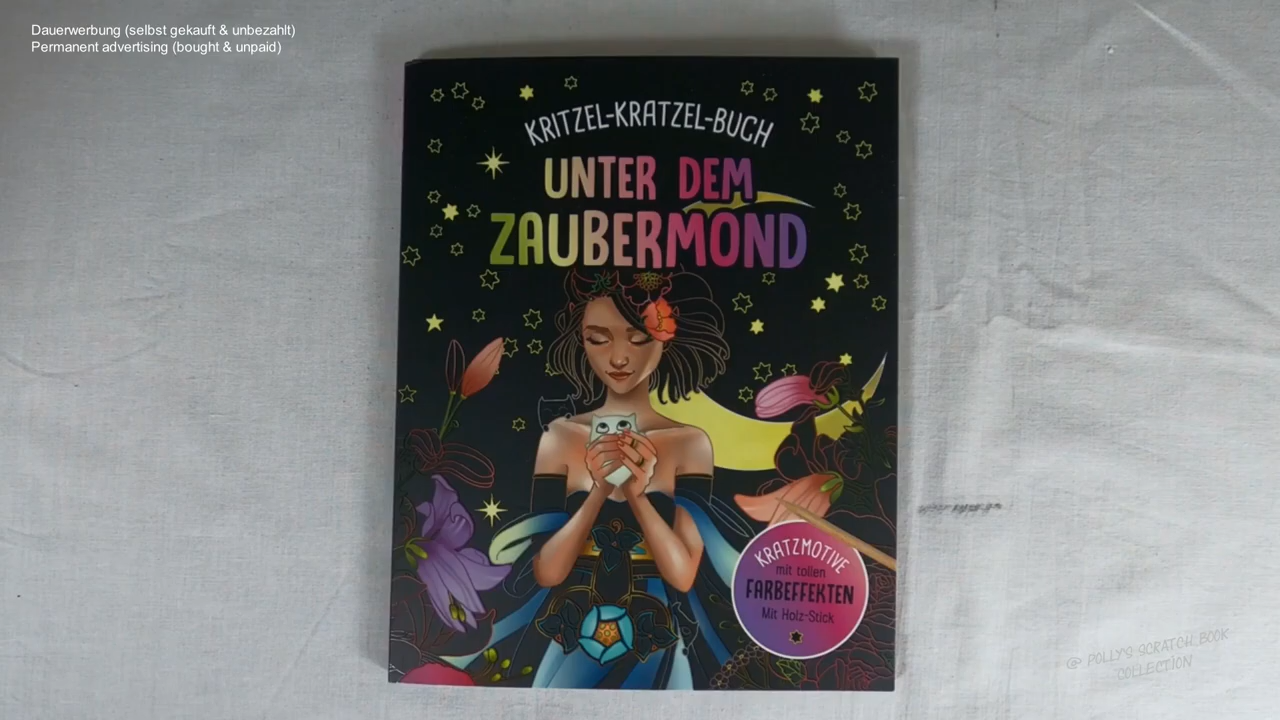 Dauerwerbung (selbst gekauft & unbezahlt)
Permanent advertising (bought & unpaid)
KRITZEL-KRATZEL-BUCH
UNTER DEM
ZAUBERMOND
KRATZMOTIVE
mit tollen
FARBEFFEKTEN
Mit Holz-Stick
@ POLLY'S SCRATCH BOOK
COLLECTION